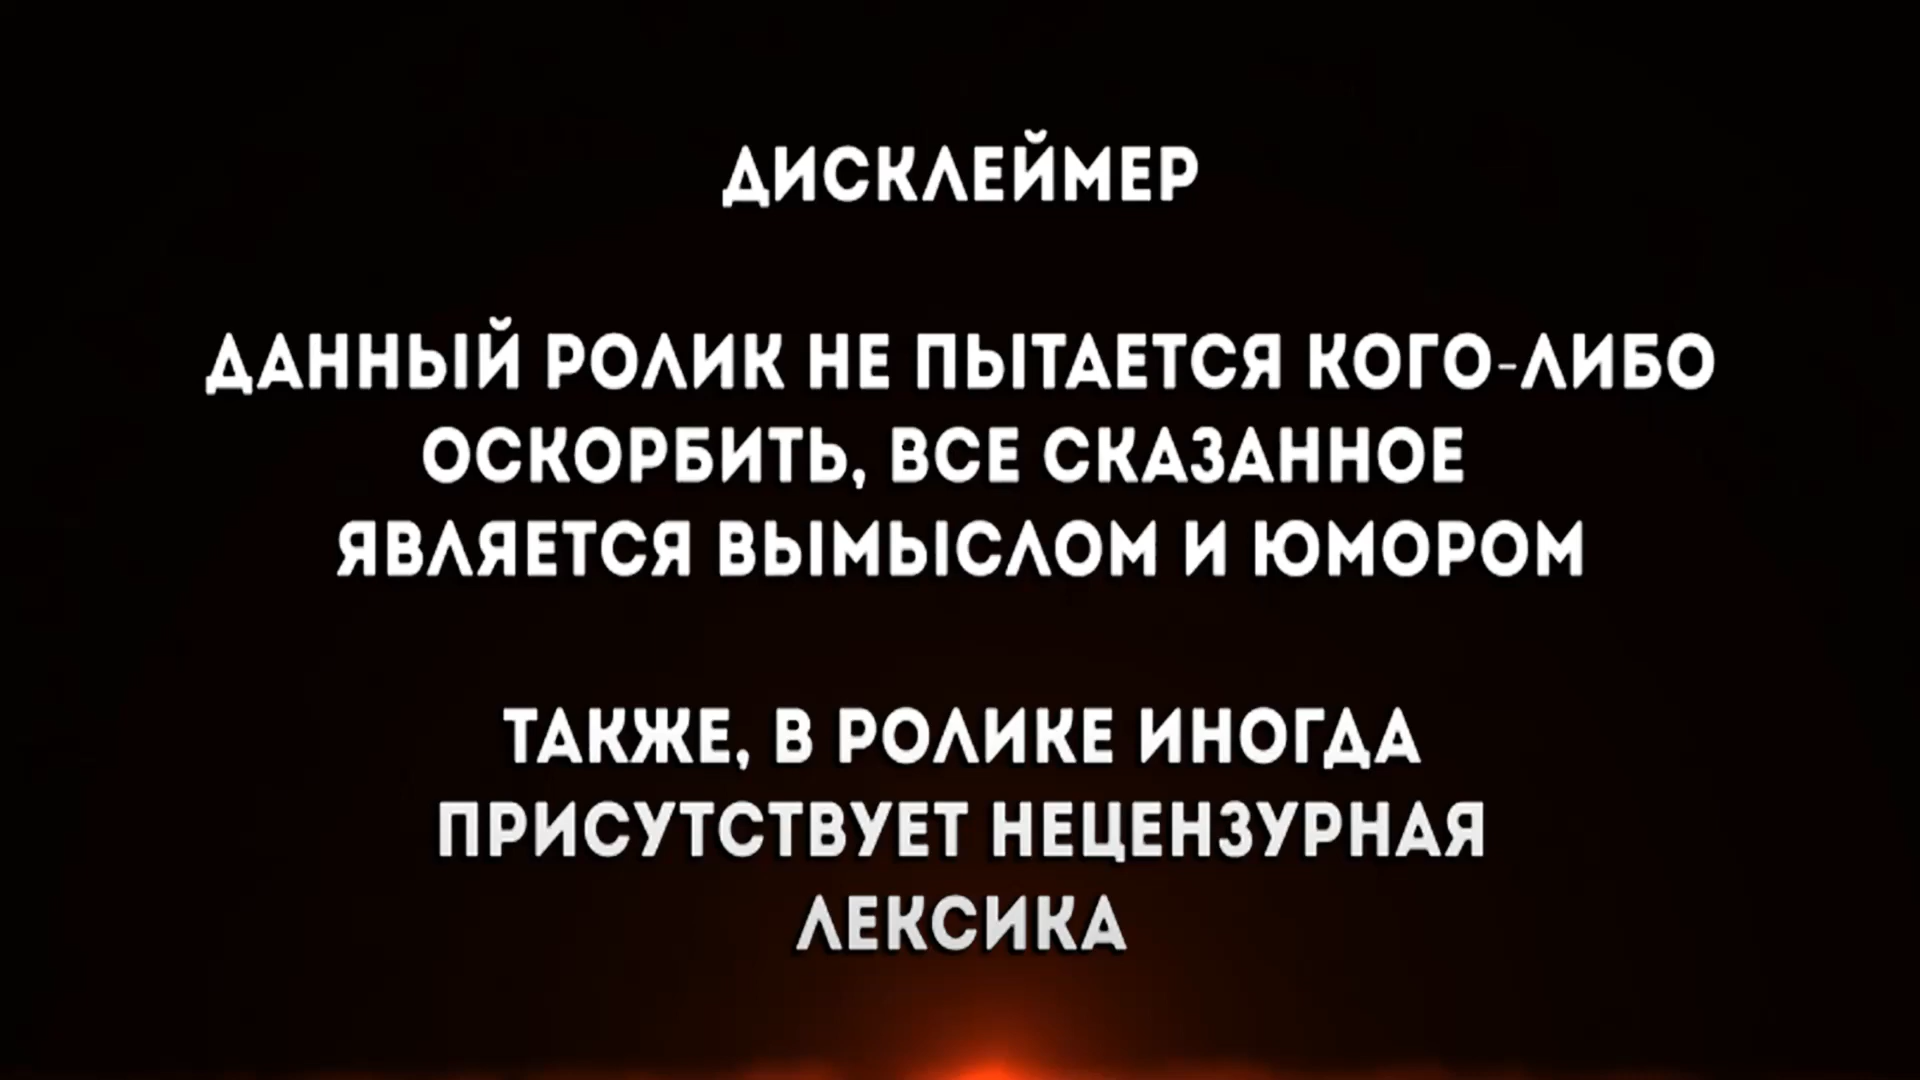 ДИСКЛЕЙМЕР
ДАННЫЙ РОЛИК НЕ ПЫТАЕТСЯ КОГО-ЛИБО
ОСКОРБИТЬ, ВСЕ СКАЗАННОЕ
ЯВЛЯЕТСЯ ВЫМЫСЛОМ И ЮМОРОМ
ТАКЖЕ, В РОЛИКЕ ИНОГДА
ПРИСУТСТВУЕТ НЕЦЕНЗУРНАЯ
ЛЕКСИКА